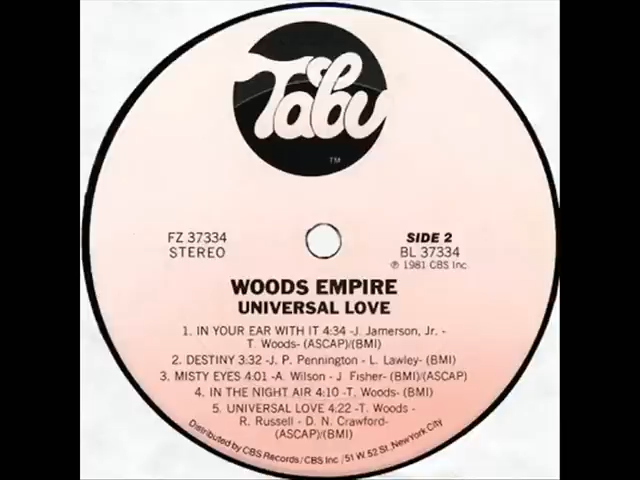 Tabu
TM
FZ 37334
STEREO
SIDE 2
BL 37334
℗ 1981 CBS Inc
WOODS EMPIRE
UNIVERSAL LOVE
1. IN YOUR EAR WITH IT 4:34 -J. Jamerson, Jr. -
T. Woods- (ASCAP)/(BMI)
2. DESTINY 3:32 -J. P. Pennington - L. Lawley- (BMI)
3. MISTY EYES 4:01 -A. Wilson - J Fisher- (BMI)/(ASCAP)
4. IN THE NIGHT AIR 4:10 -T. Woods- (BMI)
5. UNIVERSAL LOVE 4:22 -T. Woods -
R. Russell - D. N. Crawford-
(ASCAP)/(BMI)
Distributed by CBS Records/CBS Inc./51 W. 52 St., New York City